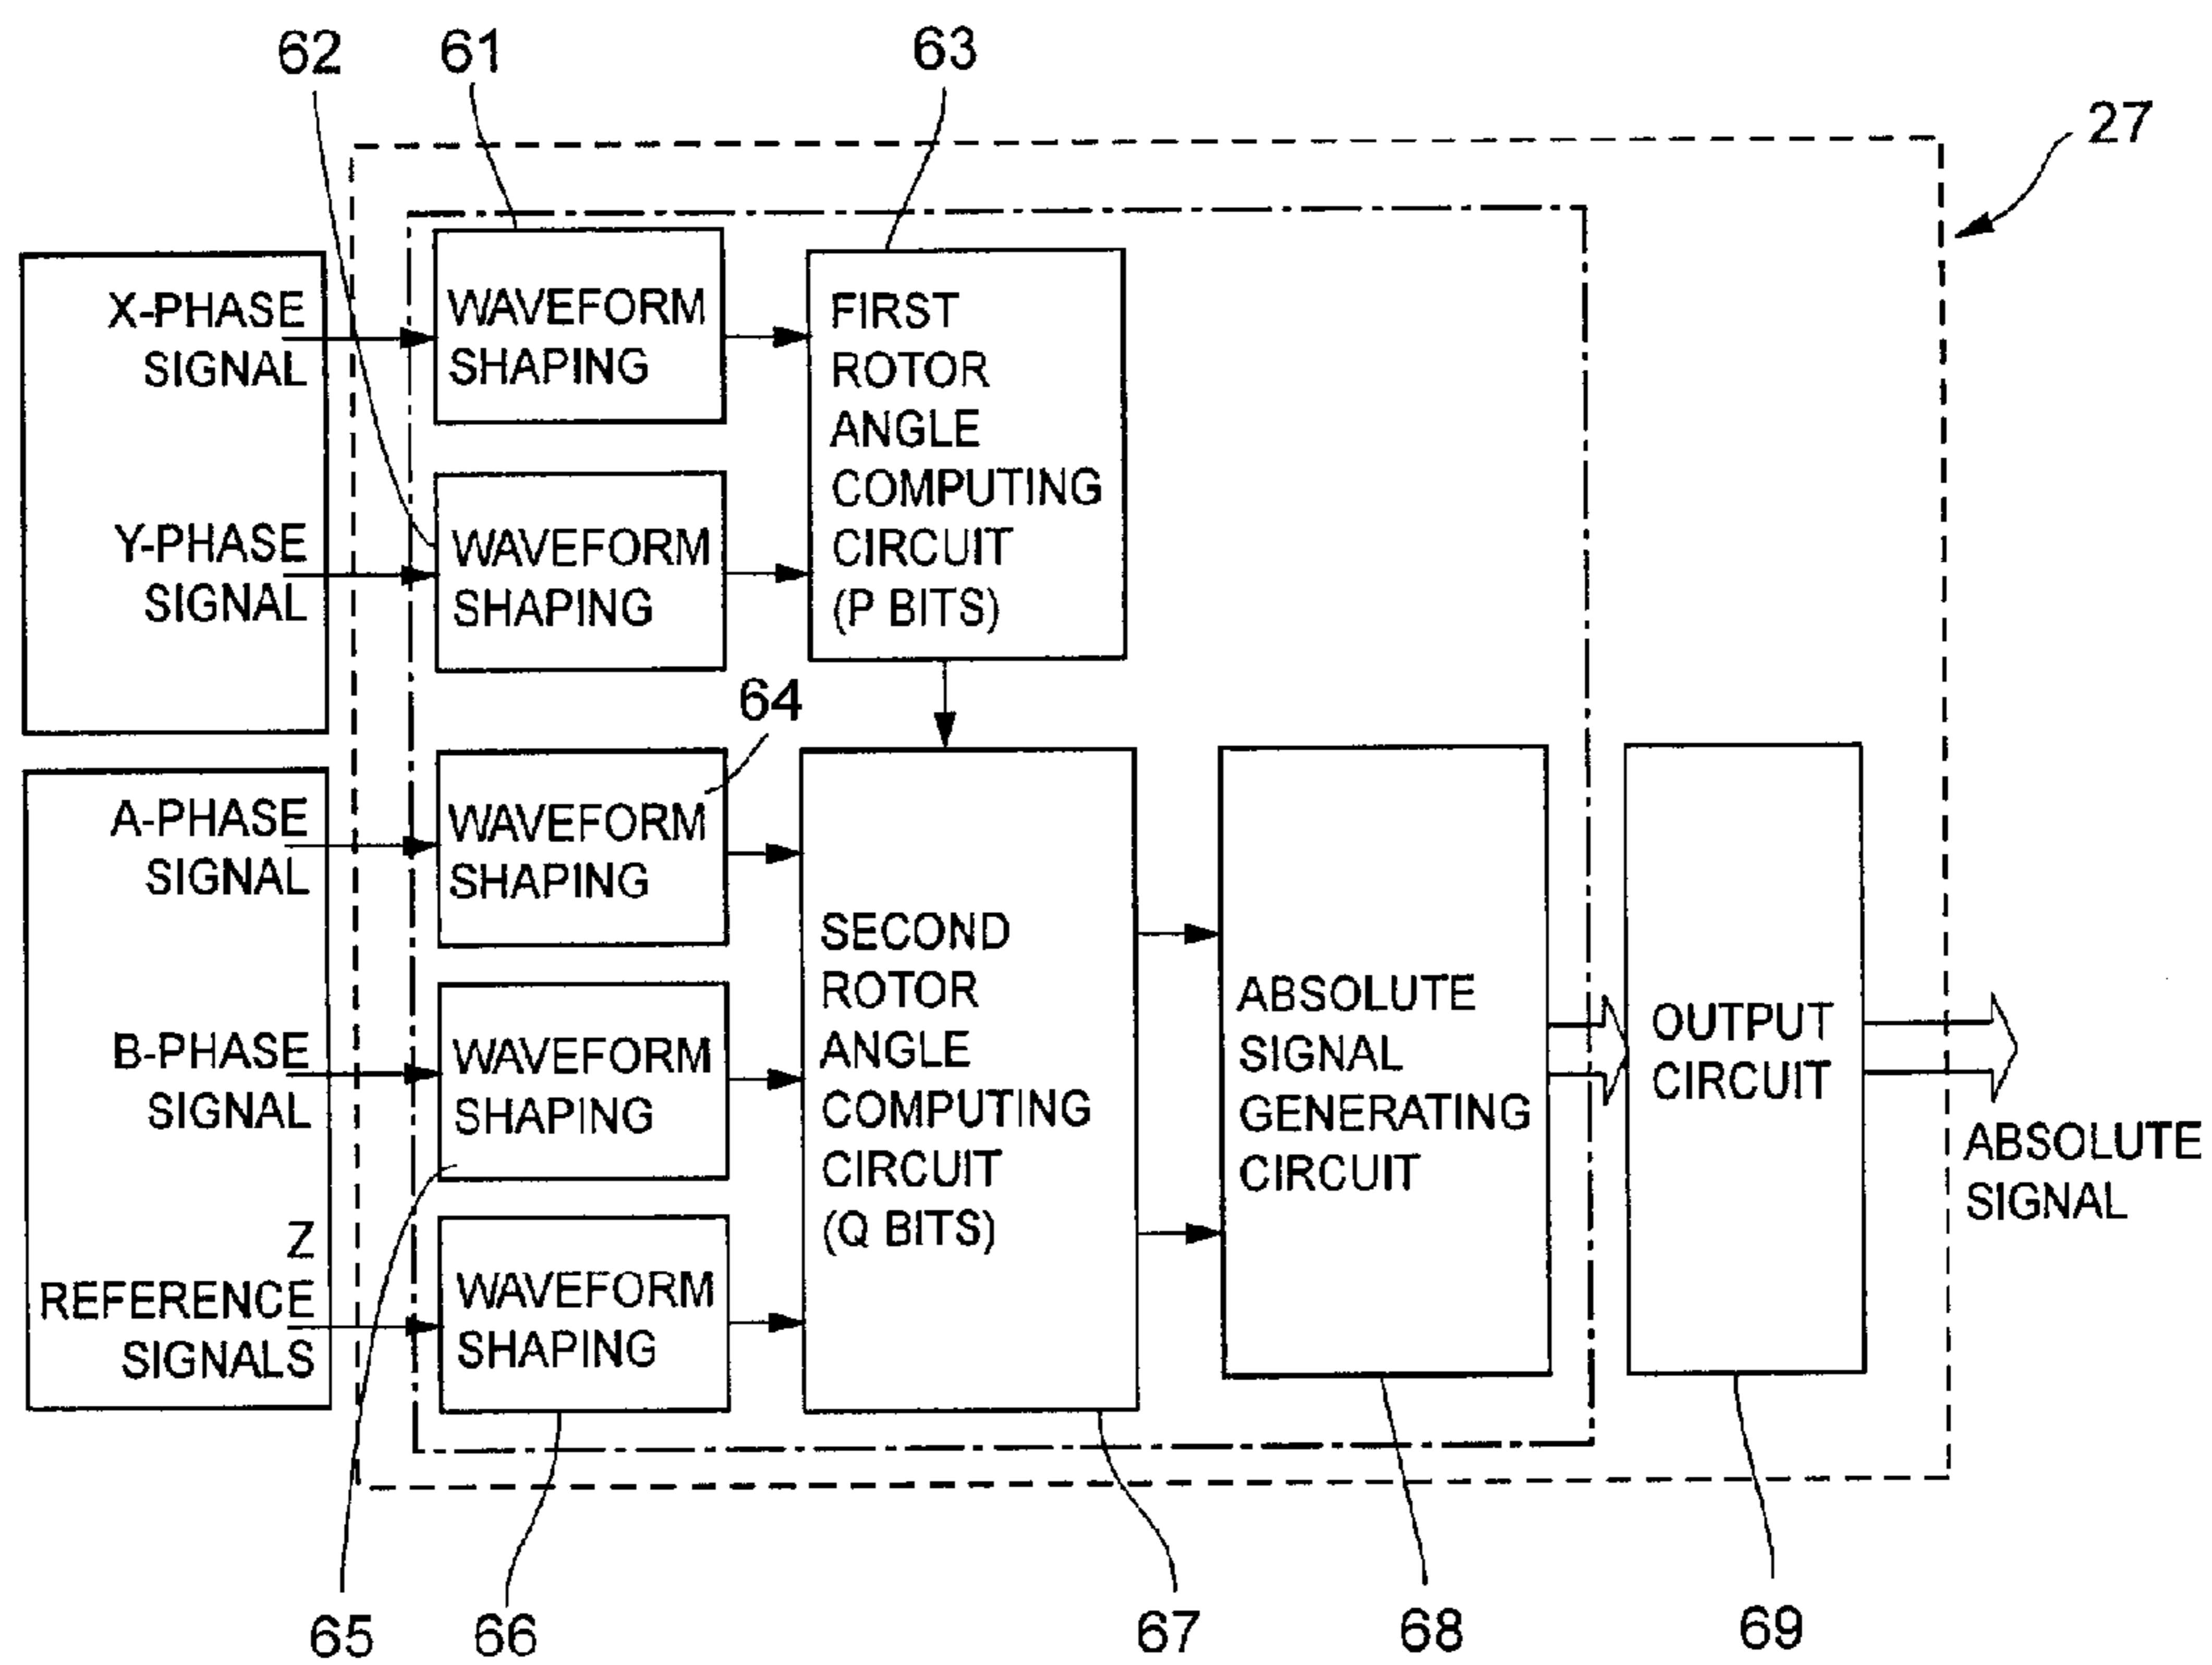 62
61
63
27
X-PHASE
SIGNAL
WAVEFORM
SHAPING
FIRST
ROTOR
ANGLE
COMPUTING
CIRCUIT
(P BITS)
Y-PHASE
SIGNAL
WAVEFORM
SHAPING
64
A-PHASE
SIGNAL
WAVEFORM
SHAPING
B-PHASE
SIGNAL
WAVEFORM
SHAPING
Z
REFERENCE
SIGNALS
WAVEFORM
SHAPING
SECOND
ROTOR
ANGLE
COMPUTING
CIRCUIT
(Q BITS)
ABSOLUTE
SIGNAL
GENERATING
CIRCUIT
OUTPUT
CIRCUIT
ABSOLUTE
SIGNAL
65
66
67
68
69